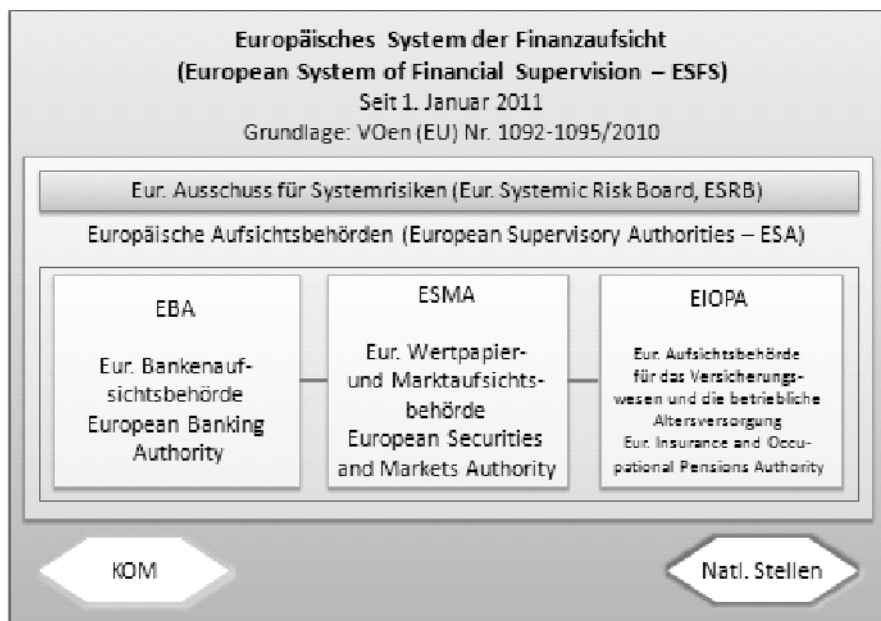 Europäisches System der Finanzaufsicht
(European System of Financial Supervision – ESFS)
Seit 1. Januar 2011
Grundlage: VOen (EU) Nr. 1092-1095/2010
Eur. Ausschuss für Systemrisiken (Eur. Systemic Risk Board, ESRB)
Europäische Aufsichtsbehörden (European Supervisory Authorities – ESA)
EBA
Eur. Bankenauf-
sichtsbehörde
European Banking
Authority
ESMA
Eur. Wertpapier-
und Marktaufsichts-
behörde
European Securities
and Markets Authority
EIOPA
Eur. Aufsichtsbehörde
für das Versicherungs-
wesen und die betriebliche
Altersversorgung
Eur. Insurance and Occu-
pational Pensions Authority
KOM
Natl. Stellen